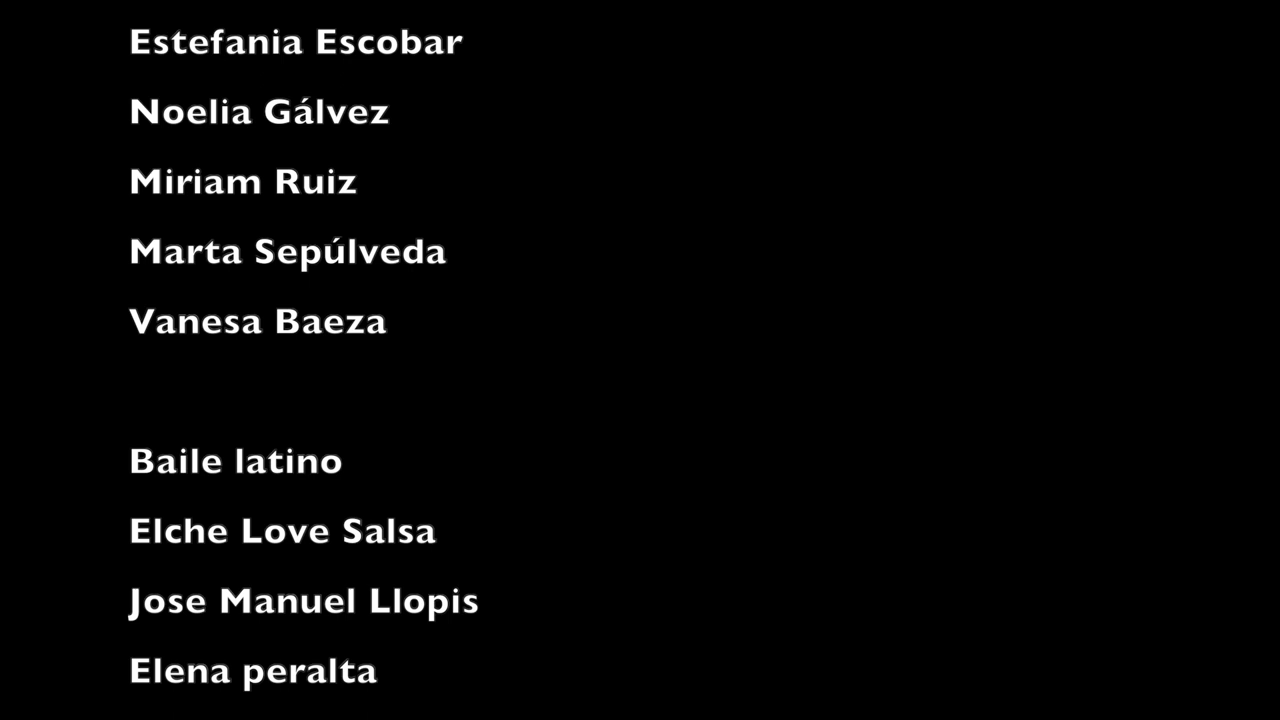 Estefania Escobar
Noelia Gálvez
Miriam Ruiz
Marta Sepúlveda
Vanesa Baeza
Baile latino
Elche Love Salsa
Jose Manuel Llopis
Elena peralta